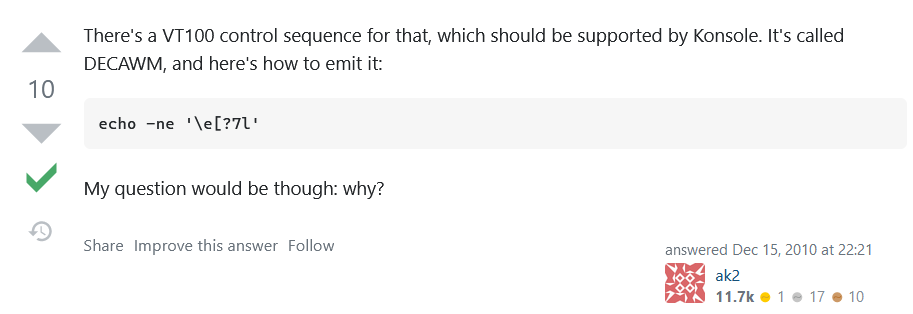 There's a VT100 control sequence for that, which should be supported by Konsole. It's called
DECAWM, and here's how to emit it:
10
echo -ne '\e[?7l'
My question would be though: why?
Share Improve this answer Follow
answered Dec 15, 2010 at 22:21
ak2
11.7k 1 17 10